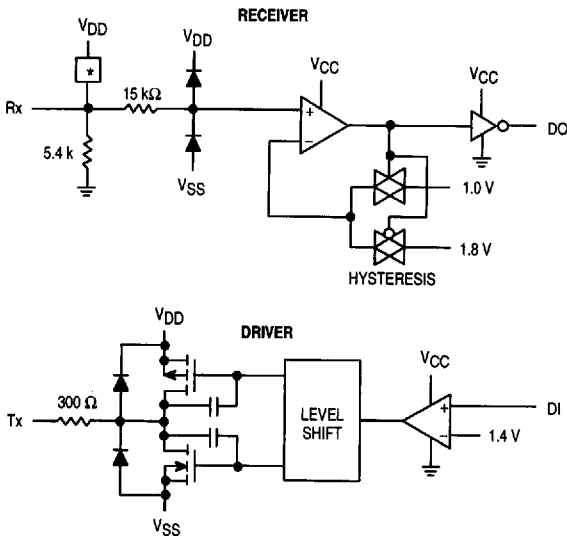 RECEIVER
VDD
*
VDD
15 kΩ
Rx
5.4 k
VSS
+
−
VCC
VCC
DO
1.0 V
1.8 V
HYSTERESIS
DRIVER
VDD
300 Ω
Tx
VSS
LEVEL
SHIFT
VCC
+
−
DI
1.4 V